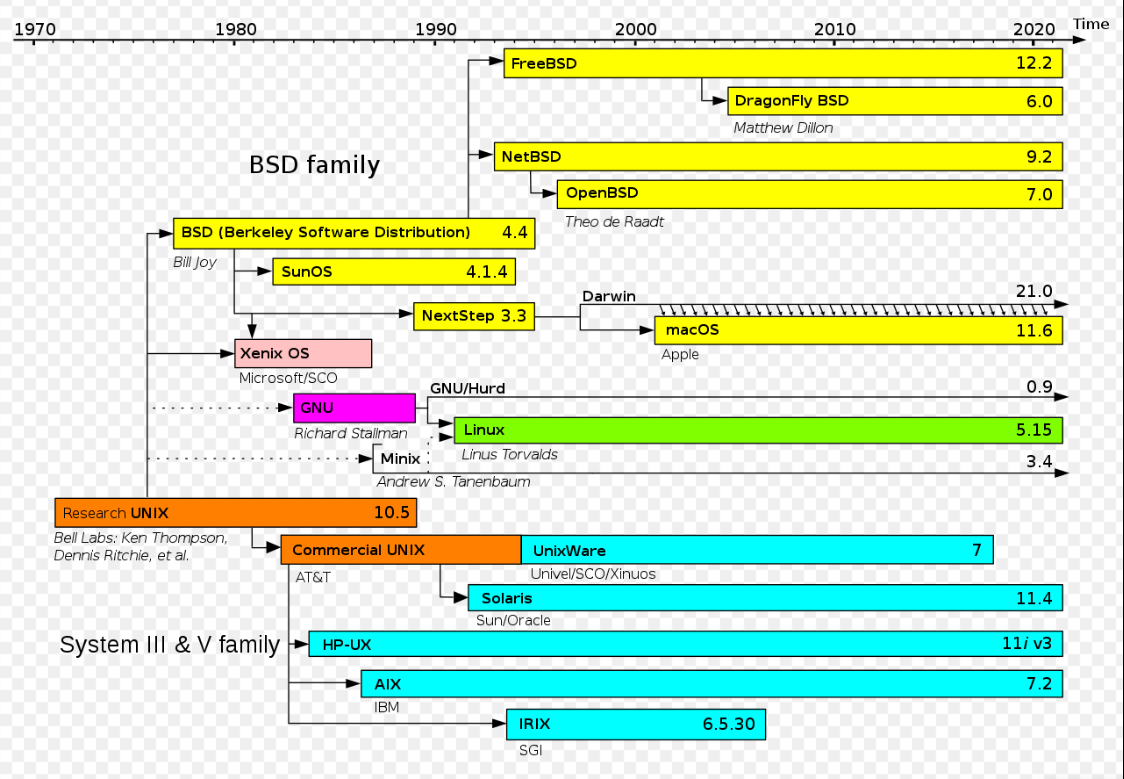 1970 1980 1990 2000 2010 2020 Time
FreeBSD 12.2
DragonFly BSD 6.0
Matthew Dillon
BSD family
NetBSD 9.2
OpenBSD 7.0
Theo de Raadt
BSD (Berkeley Software Distribution) 4.4
Bill Joy
SunOS 4.1.4
Darwin 21.0
NextStep 3.3
macOS 11.6
Apple
Xenix OS
Microsoft/SCO
GNU/Hurd 0.9
GNU
Richard Stallman
Linux 5.15
Linus Torvalds
Minix 3.4
Andrew S. Tanenbaum
Research UNIX 10.5
Bell Labs: Ken Thompson,
Dennis Ritchie, et al.
Commercial UNIX
AT&T
UnixWare 7
Univel/SCO/Xinuos
Solaris 11.4
Sun/Oracle
System III & V family
HP-UX 11i v3
AIX 7.2
IBM
IRIX 6.5.30
SGI